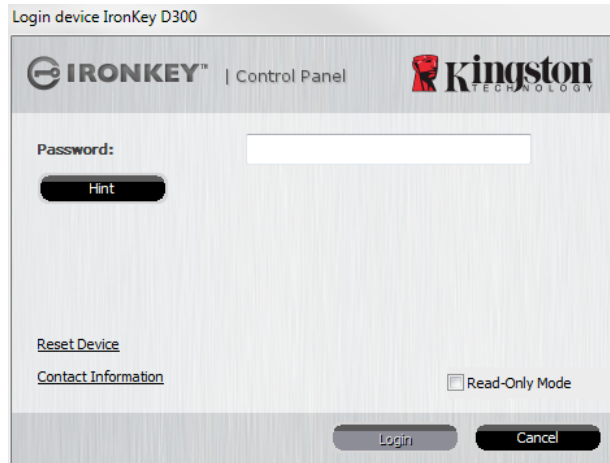 Login device IronKey D300
IRONKEY™ | Control Panel
Kingston
TECHNOLOGY
Password:
Hint
Reset Device
Contact Information
Read-Only Mode
Login Cancel